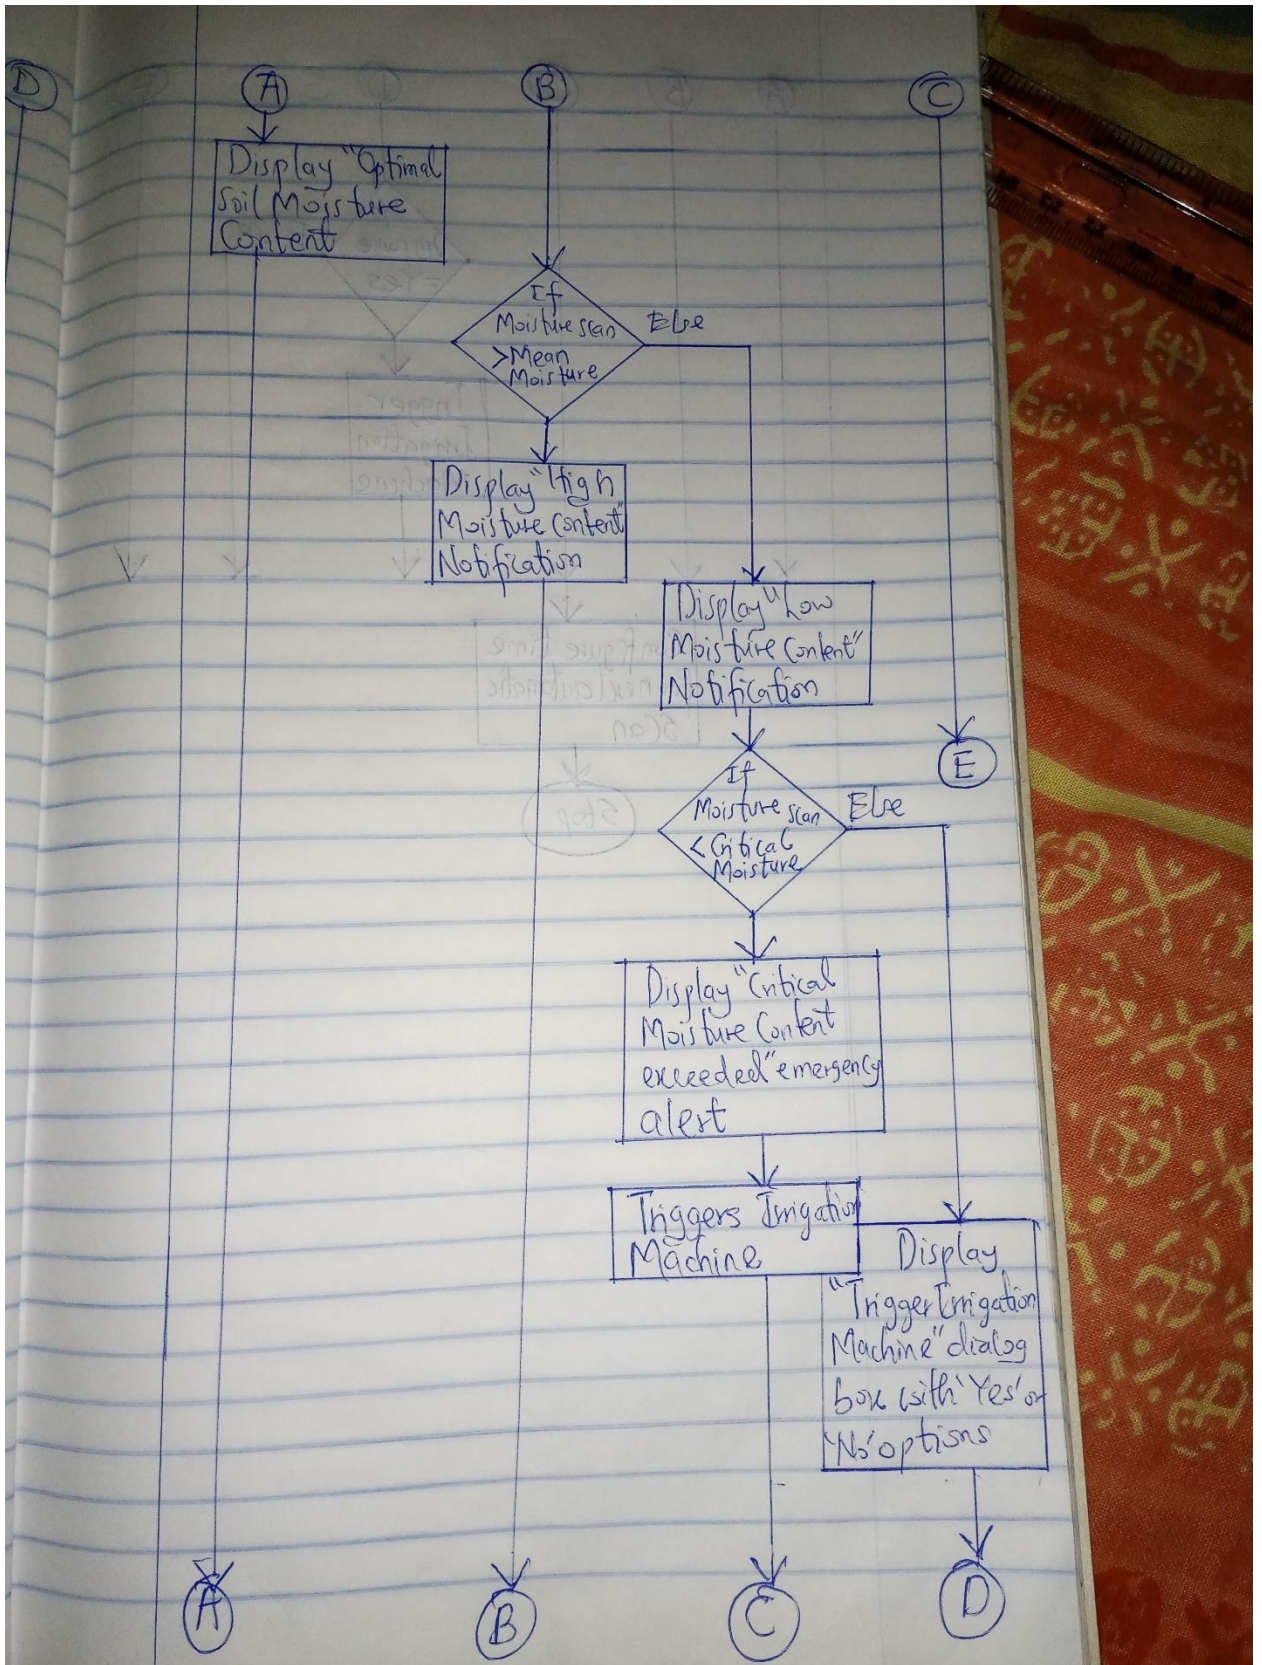 D
A
B
C
Display "Optimal
Soil Moisture
Content
If
Moisture scan
>Mean
Moisture
Else
Display "High
Moisture Content"
Notification
Display "Low
Moisture Content"
Notification
E
If
Moisture scan
< Critical
Moisture
Else
Display "Critical
Moisture Content
exceeded" emergency
alert
Triggers Irrigation
Machine
Display
"Trigger Irrigation
Machine" dialog
box with 'Yes' or
'No' options
A
B
C
D